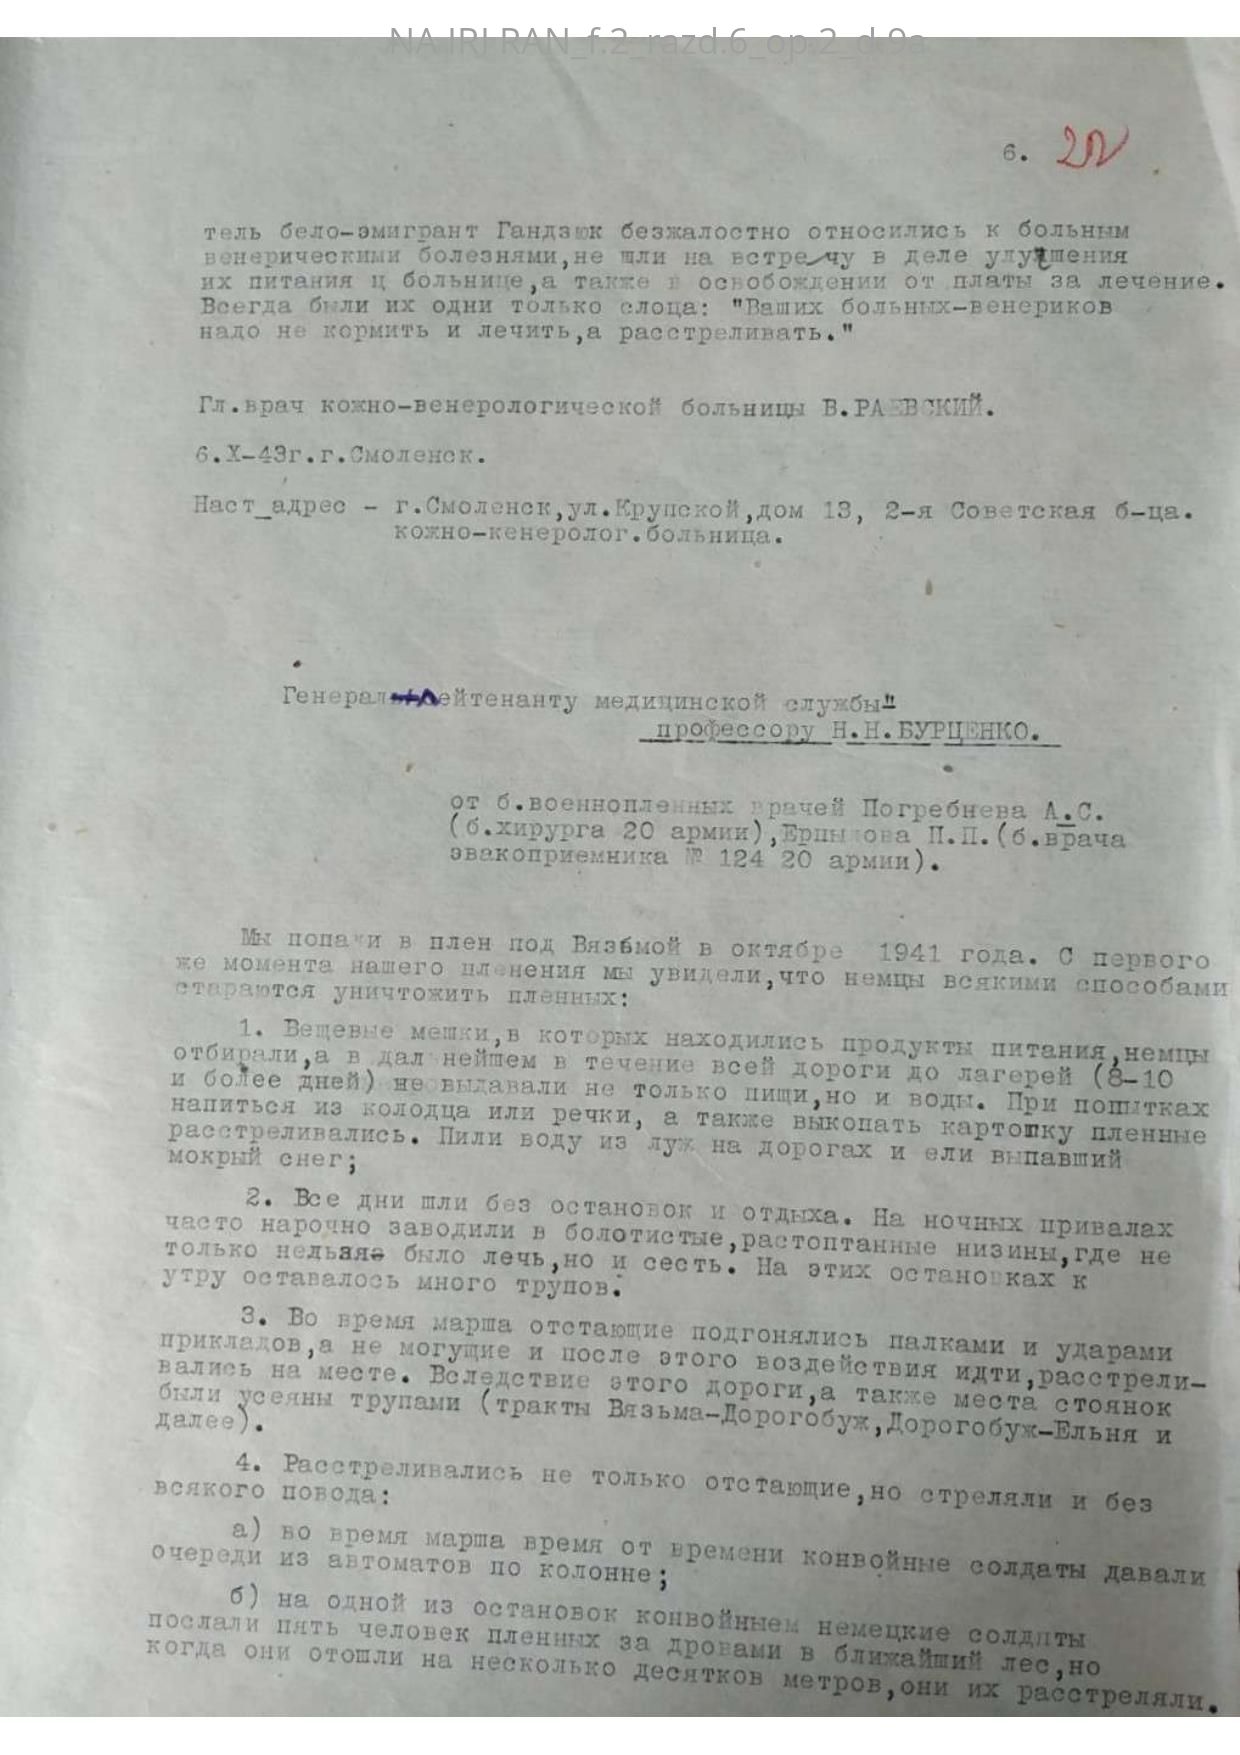 NA IRI RAN_f.2_razd.6_op.2_d.9a
6.
тель бело-эмигрант Гандзюк безжалостно относились к больным
венерическими болезнями,не шли на встречу в деле улучшения
их питания ц больнице,а также в освобождении от платы за лечение.
Всегда были их одни только слоца: "Ваших больных-венериков
надо не кормить и лечить,а расстреливать."
Гл.врач кожно-венерологической больницы В.РАЕВСКИЙ.
6.X-43г.г.Смоленск.
Наст_адрес - г.Смоленск,ул.Крупской,дом 13, 2-я Советская б-ца.
кожно-кенеролог.больница.
Генерал-лейтенанту медицинской службы"
профессору Н.Н.БУРЦЕНКО.
от б.военнопленных врачей Погребнева А.С.
(б.хирурга 20 армии), П.П.(б.врача
эвакоприемника № 124 20 армии).
Мы попали в плен под Вязьмой в октябре 1941 года. С первого
же момента нашего пленения мы увидели,что немцы всякими способами
стараются уничтожить пленных:
1. Вещевые мешки,в которых находились продукты питания,немцы
отбирали,а в дальнейшем в течение всей дороги до лагерей (8-10
и более дней) не выдавали не только пищи,но и воды. При попытках
напиться из колодца или речки, а также выкопать картошку пленные
расстреливались. Пили воду из луж на дорогах и ели выпавший
мокрый снег;
2. Все дни шли без остановок и отдыха. На ночных привалах
часто нарочно заводили в болотистые,растоптанные низины,где не
только нельзяя было лечь,но и сесть. На этих остановках к
утру оставалось много трупов.
3. Во время марша отстающие подгонялись палками и ударами
прикладов,а не могущие и после этого воздействия идти,расстрели-
вались на месте. Вследствие этого дороги,а также места стоянок
были усеяны трупами (тракты Вязьма-Дорогобуж,Дорогобуж-Ельня и
далее).
4. Расстреливались не только отстающие,но стреляли и без
всякого повода:
а) во время марша время от времени конвойные солдаты давали
очереди из автоматов по колонне;
б) на одной из остановок конвойныем немецкие солдаты
послали пять человек пленных за дровами в ближайший лес,но
когда они отошли на несколько десятков метров,они их расстреляли.